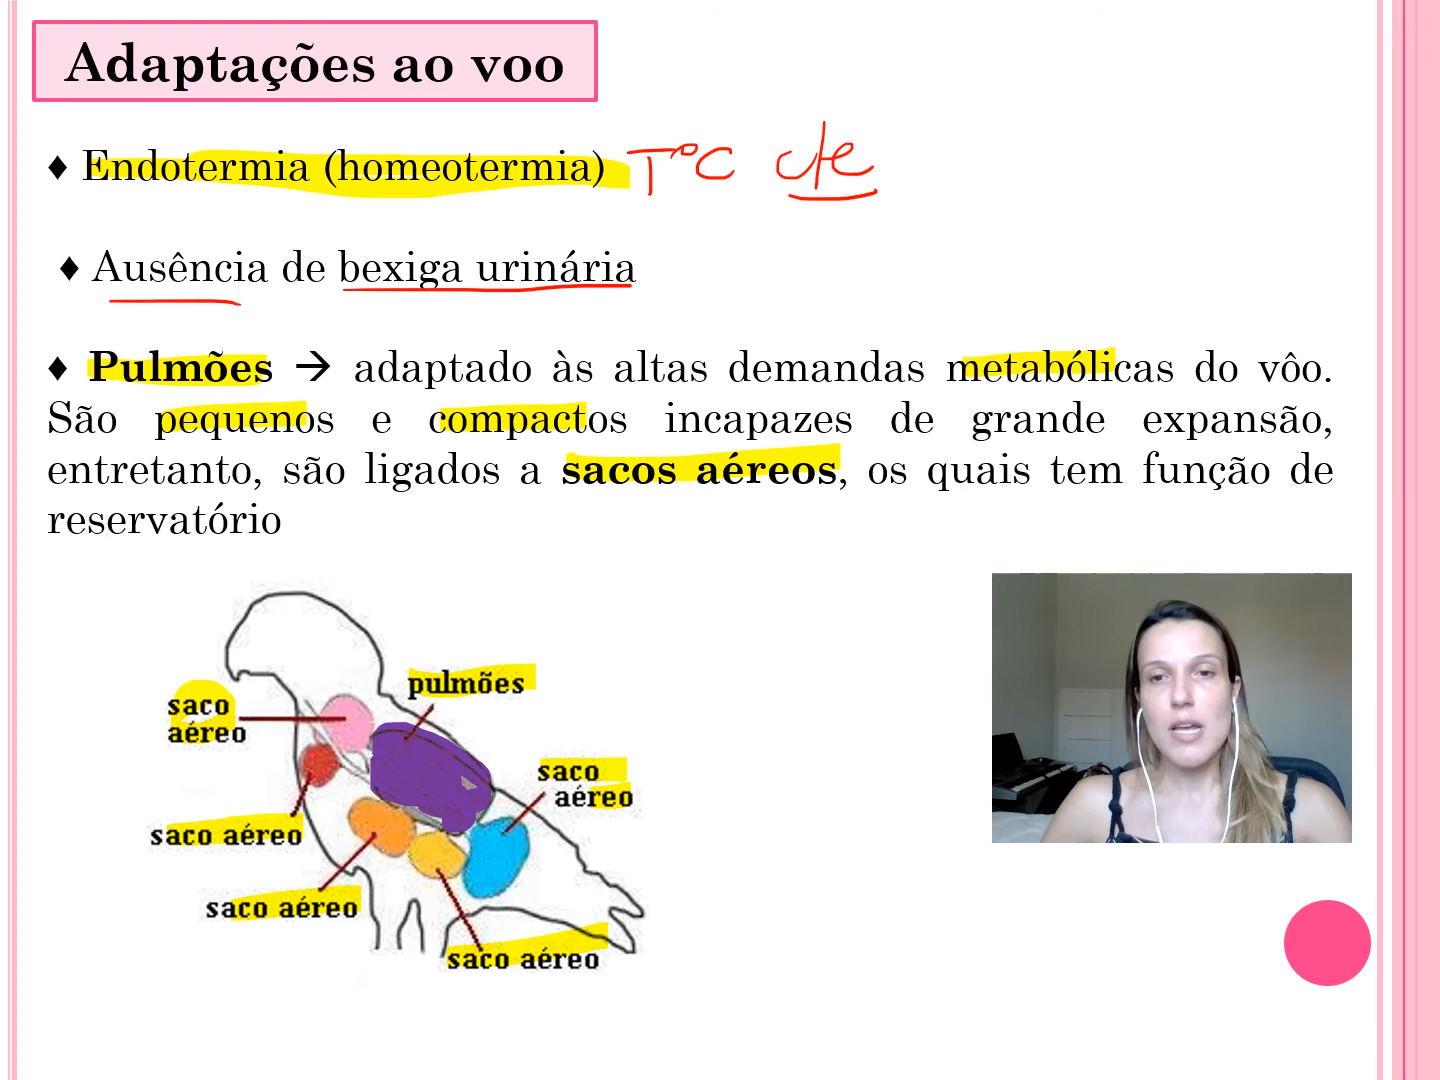 Adaptações ao voo
♦ Endotermia (homeotermia) T°C cte
♦ Ausência de bexiga urinária
♦ Pulmões → adaptado às altas demandas metabólicas do vôo.
São pequenos e compactos incapazes de grande expansão,
entretanto, são ligados a sacos aéreos, os quais tem função de
reservatório
pulmões
saco
aéreo
saco
aéreo
saco aéreo
saco aéreo
saco aéreo